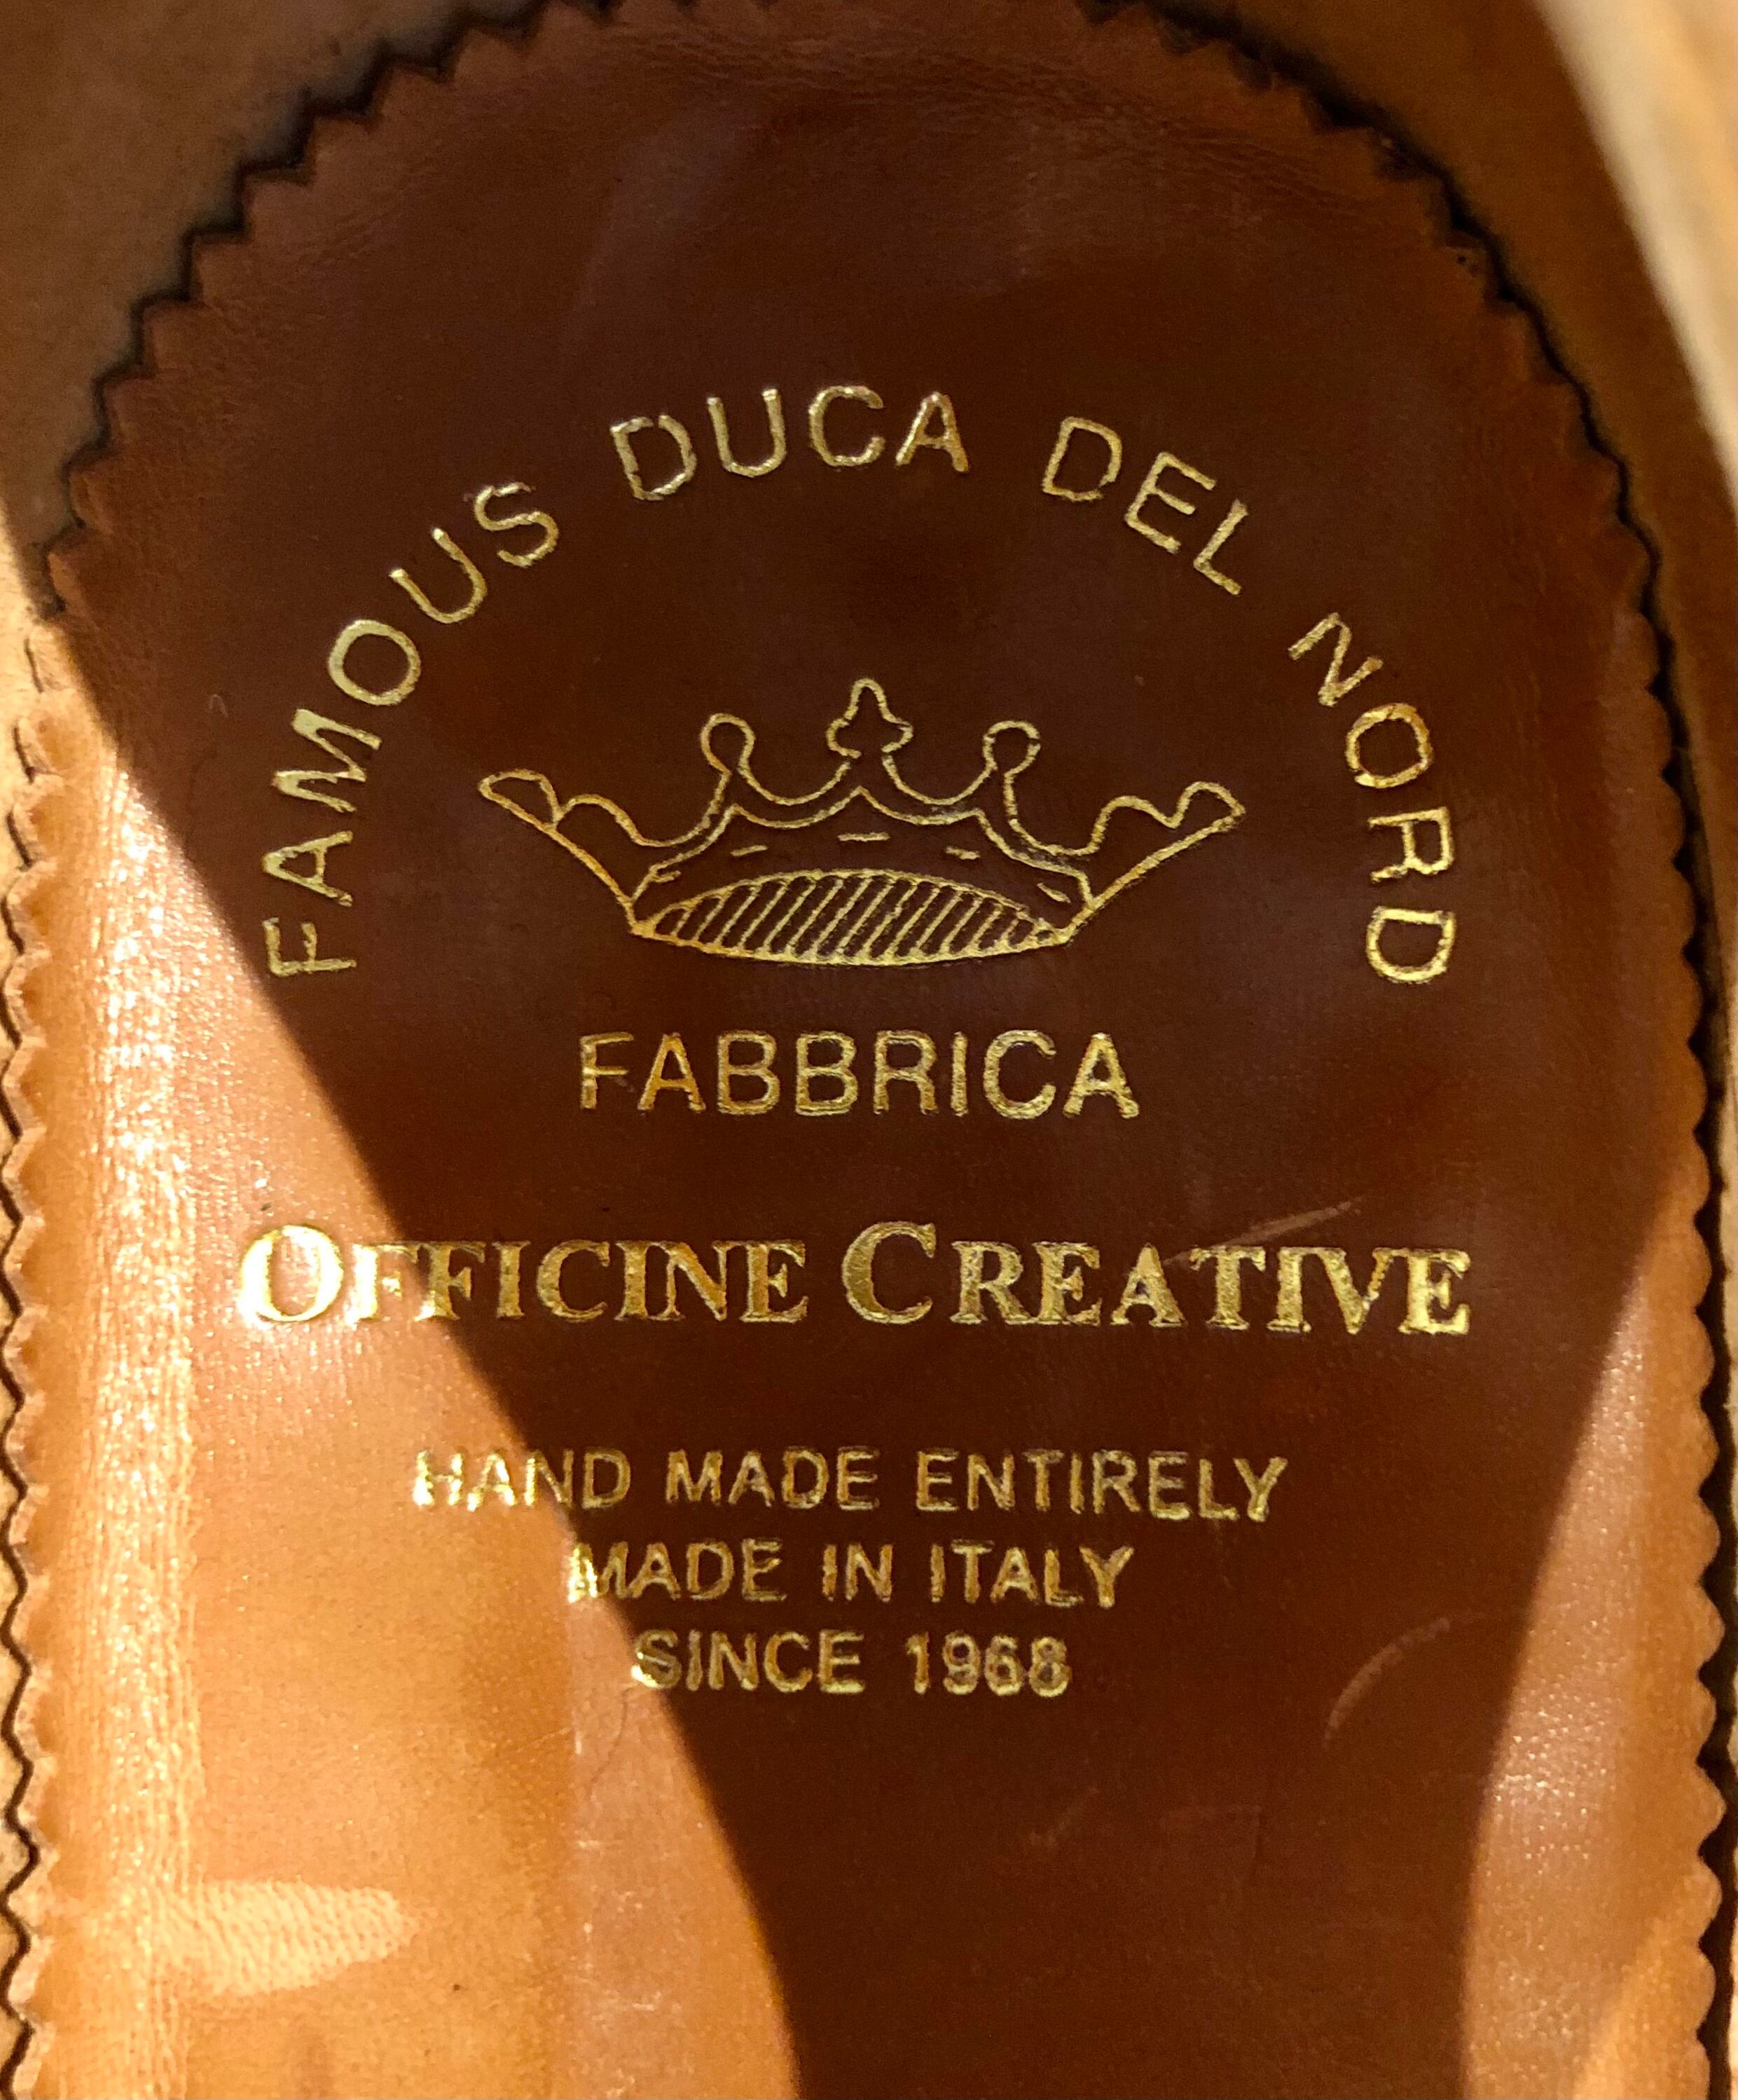 FAMOUS DUCA DEL NORD
FABBRICA
OFFICINE CREATIVE
HAND MADE ENTIRELY
MADE IN ITALY
SINCE 1968